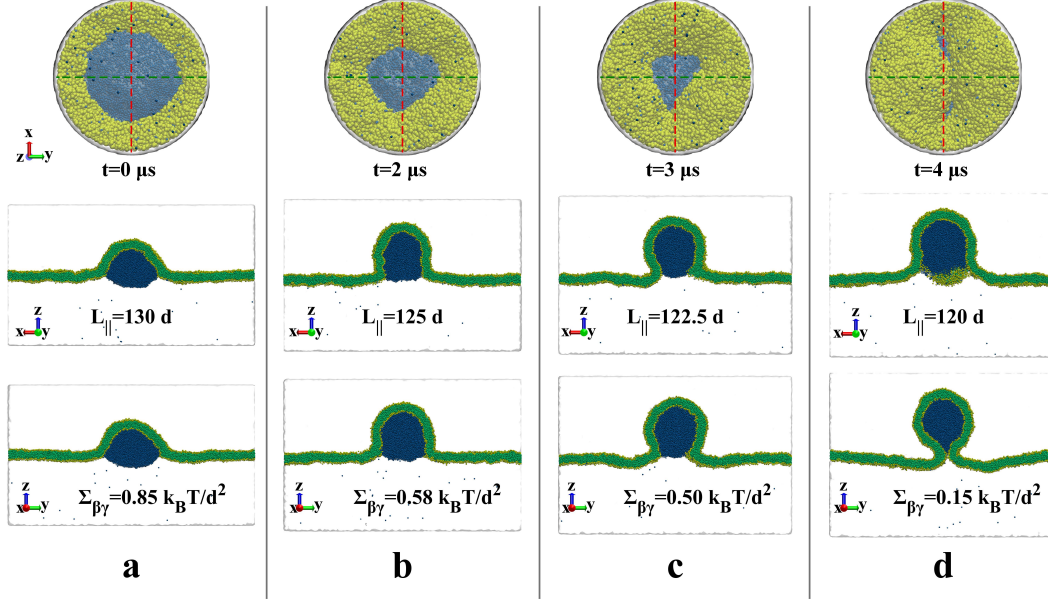 x
z y
t=0 μs
t=2 μs
t=3 μs
t=4 μs
z
x y
L||=130 d
z
x y
L||=125 d
z
x y
L||=122.5 d
z
x y
L||=120 d
z
x y
Σβγ=0.85 kBT/d²
z
x y
Σβγ=0.58 kBT/d²
z
x y
Σβγ=0.50 kBT/d²
z
x y
Σβγ=0.15 kBT/d²
a
b
c
d